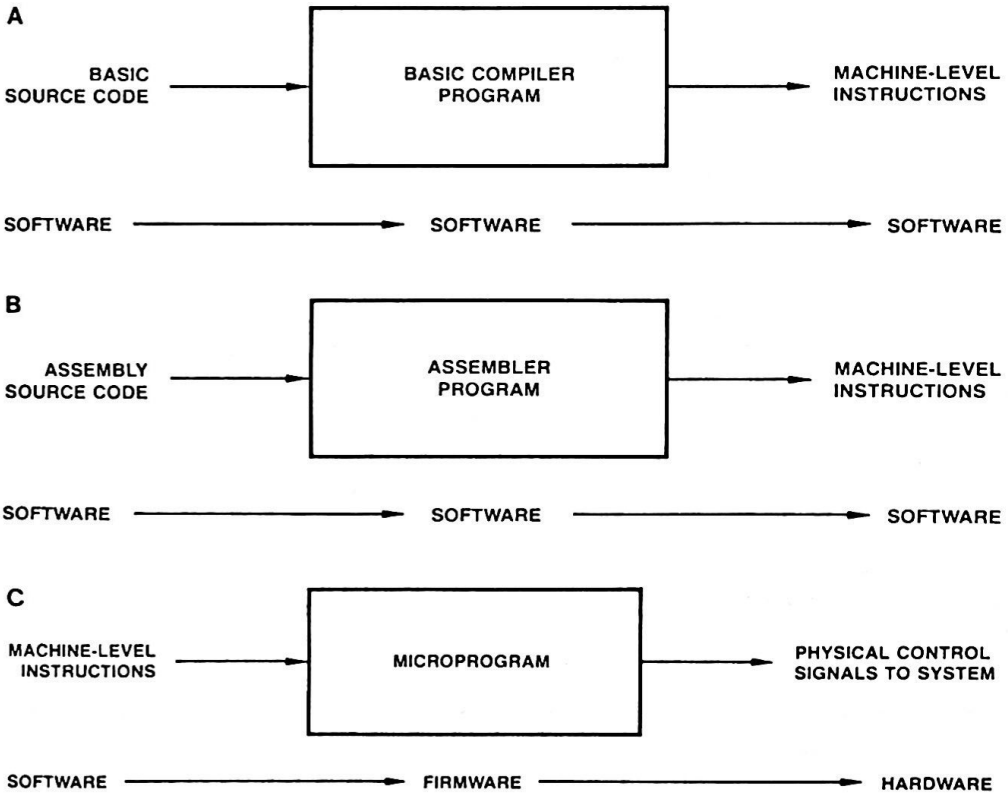 A
BASIC
SOURCE CODE
BASIC COMPILER
PROGRAM
MACHINE-LEVEL
INSTRUCTIONS
SOFTWARE
SOFTWARE
SOFTWARE
B
ASSEMBLY
SOURCE CODE
ASSEMBLER
PROGRAM
MACHINE-LEVEL
INSTRUCTIONS
SOFTWARE
SOFTWARE
SOFTWARE
C
MACHINE-LEVEL
INSTRUCTIONS
MICROPROGRAM
PHYSICAL CONTROL
SIGNALS TO SYSTEM
SOFTWARE
FIRMWARE
HARDWARE